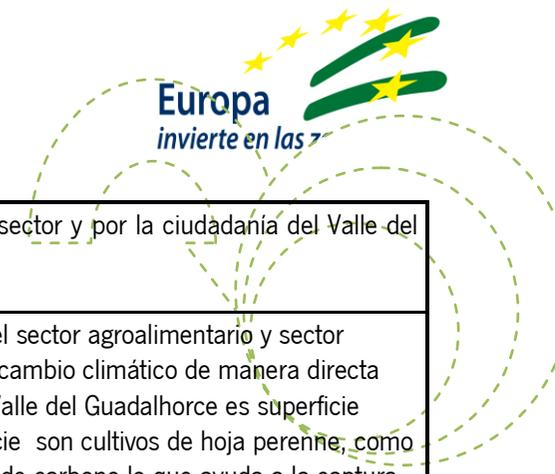 Europa
invierte en las
sector y por la ciudadanía del Valle del
el sector agroalimentario y sector
cambio climático de manera directa
Valle del Guadalhorce es superficie
cie son cultivos de hoja perenne, como
de carbono lo que ayuda a la captura